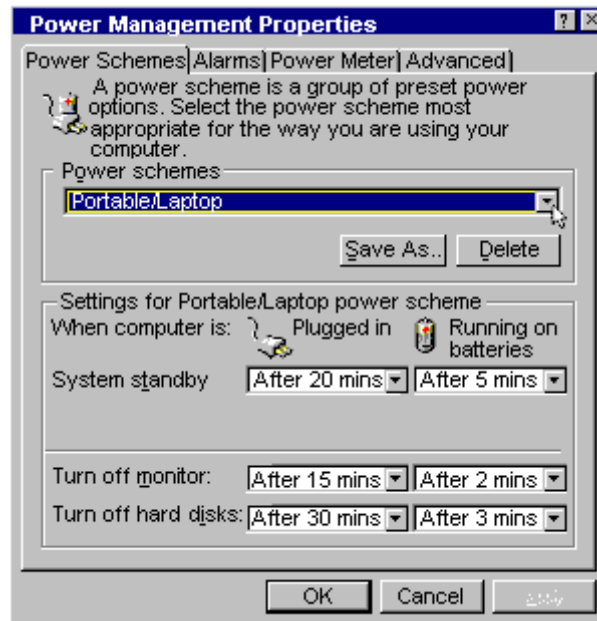 Power Management Properties
Power Schemes Alarms Power Meter Advanced
A power scheme is a group of preset power
options. Select the power scheme most
appropriate for the way you are using your
computer.
Power schemes
Portable/Laptop
Save As.. Delete
Settings for Portable/Laptop power scheme
When computer is: Plugged in Running on
batteries
System standby After 20 mins After 5 mins
Turn off monitor: After 15 mins After 2 mins
Turn off hard disks: After 30 mins After 3 mins
OK Cancel